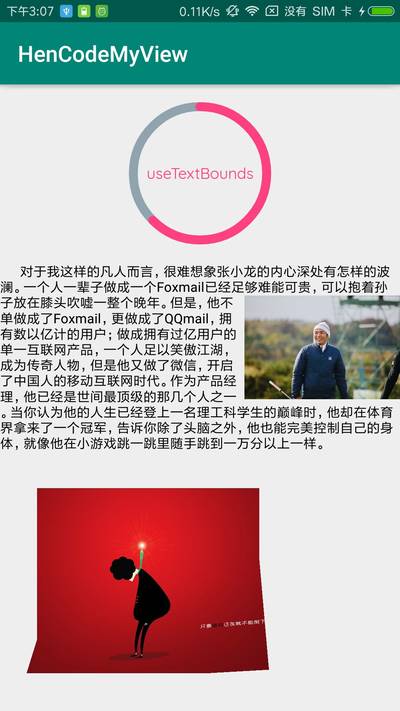 下午3:07
0.11K/s
没有 SIM 卡
HenCodeMyView
useTextBounds
对于我这样的凡人而言，很难想象张小龙的内心深处有怎样的波
澜。一个人一辈子做成一个Foxmail已经足够难能可贵，可以抱着孙
子放在膝头吹嘘一整个晚年。但是，他不
单做成了Foxmail，更做成了QQmail，拥
有数以亿计的用户；做成拥有过亿用户的
单一互联网产品，一个人足以笑傲江湖，
成为传奇人物，但是他又做了微信，开启
了中国人的移动互联网时代。作为产品经
理，他已经是世间最顶级的那几个人之一
。当你认为他的人生已经登上一名理工科学生的巅峰时，他却在体育
界拿来了一个冠军，告诉你除了头脑之外，他也能完美控制自己的身
体，就像他在小游戏跳一跳里随手跳到一万分以上一样。
只要
这夜就不能倒下